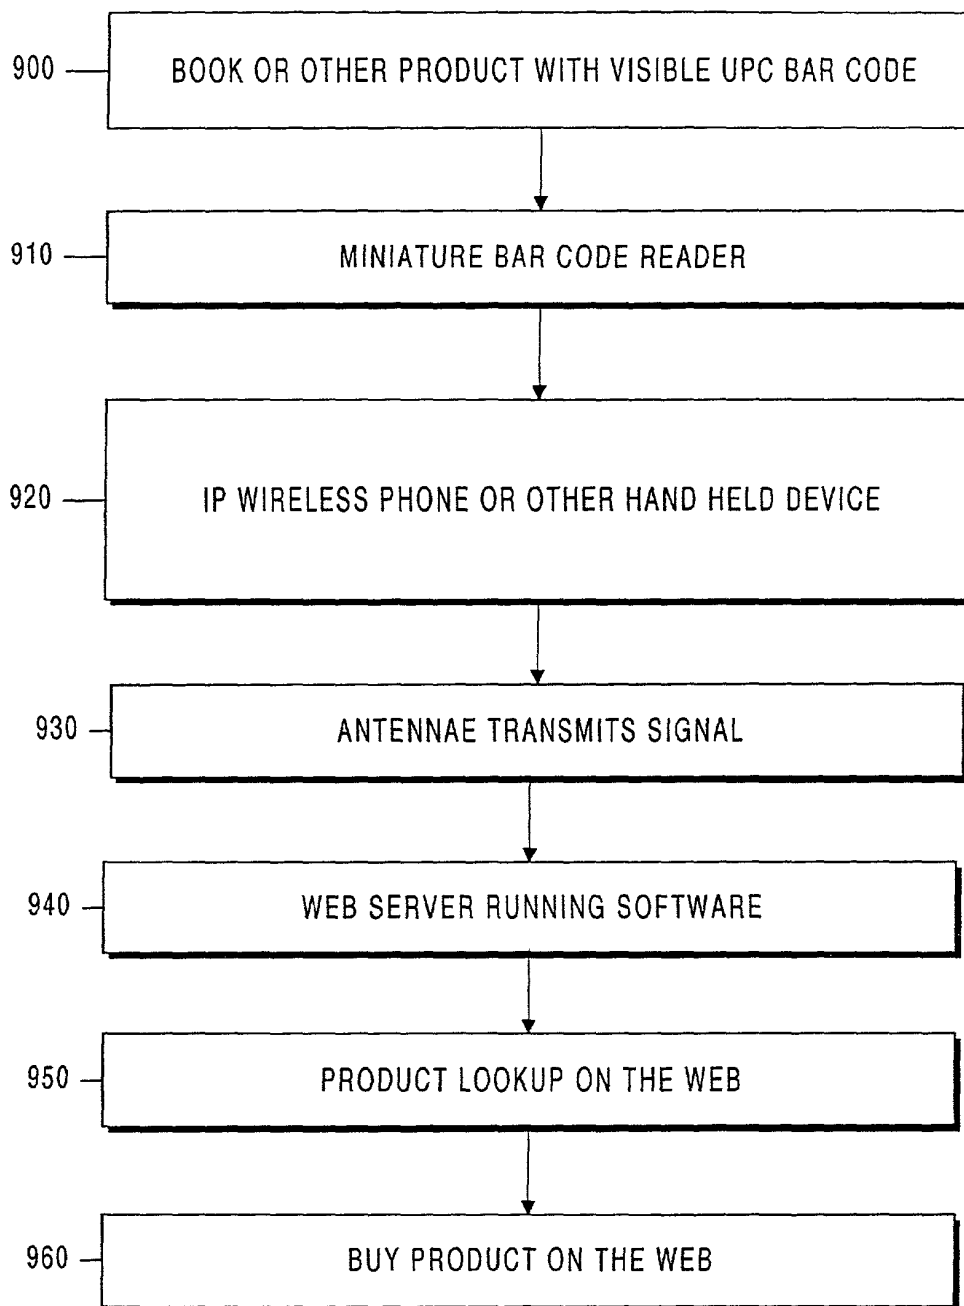 900 BOOK OR OTHER PRODUCT WITH VISIBLE UPC BAR CODE
910 MINIATURE BAR CODE READER
920 IP WIRELESS PHONE OR OTHER HAND HELD DEVICE
930 ANTENNAE TRANSMITS SIGNAL
940 WEB SERVER RUNNING SOFTWARE
950 PRODUCT LOOKUP ON THE WEB
960 BUY PRODUCT ON THE WEB